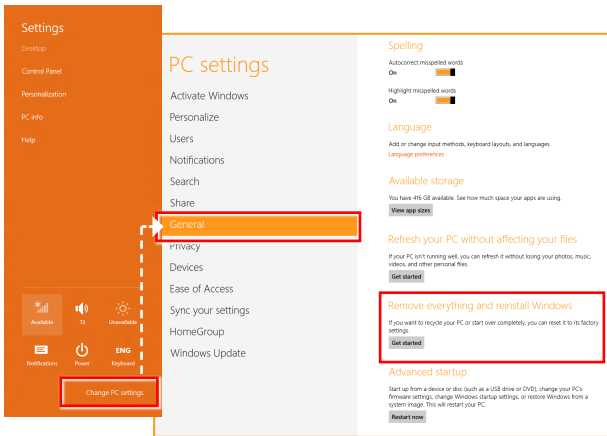 Settings
Desktop
Control Panel
Personalization
PC info
Help
Available
13
Unavailable
Notifications
Power
ENG
Keyboard
Change PC settings
PC settings
Activate Windows
Personalize
Users
Notifications
Search
Share
General
Privacy
Devices
Ease of Access
Sync your settings
HomeGroup
Windows Update
Spelling
Autocorrect misspelled words
On
Highlight misspelled words
On
Language
Add or change input methods, keyboard layouts, and languages.
Language preferences
Available storage
You have 416 GB available. See how much space your apps are using.
View app sizes
Refresh your PC without affecting your files
If your PC isn't running well, you can refresh it without losing your photos, music,
videos, and other personal files.
Get started
Remove everything and reinstall Windows
If you want to recycle your PC or start over completely, you can reset it to its factory
settings.
Get started
Advanced startup
Start up from a device or disc (such as a USB drive or DVD), change your PC's
firmware settings, change Windows startup settings, or restore Windows from a
system image. This will restart your PC.
Restart now